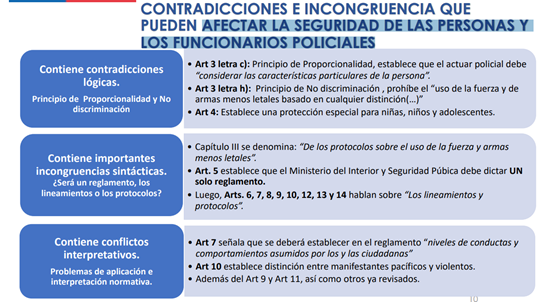 CONTRADICCIONES E INCONGRUENCIA QUE
PUEDEN AFECTAR LA SEGURIDAD DE LAS PERSONAS Y
LOS FUNCIONARIOS POLICIALES
Contiene contradicciones
lógicas.
Principio de Proporcionalidad y No
discriminación
• Art 3 letra c): Principio de Proporcionalidad, establece que el actuar policial debe
“considerar las características particulares de la persona”.
• Art 3 letra h): Principio de No discriminación , prohíbe el “uso de la fuerza y de
armas menos letales basado en cualquier distinción(…)”
• Art 4: Establece una protección especial para niñas, niños y adolescentes.
Contiene importantes
incongruencias sintácticas.
¿Será un reglamento, los
lineamientos o los protocolos?
• Capítulo III se denomina: “De los protocolos sobre el uso de la fuerza y armas
menos letales”.
• Art. 5 establece que el Ministerio del Interior y Seguridad Púbica debe dictar UN
solo reglamento.
• Luego, Arts. 6, 7, 8, 9, 10, 12, 13 y 14 hablan sobre “Los lineamientos y
protocolos”.
Contiene conflictos
interpretativos.
Problemas de aplicación e
interpretación normativa.
• Art 7 señala que se deberá establecer en el reglamento “niveles de conductas y
comportamientos asumidos por los y las ciudadanas”
• Art 10 establece distinción entre manifestantes pacíficos y violentos.
• Además del Art 9 y Art 11, así como otros ya revisados.
10